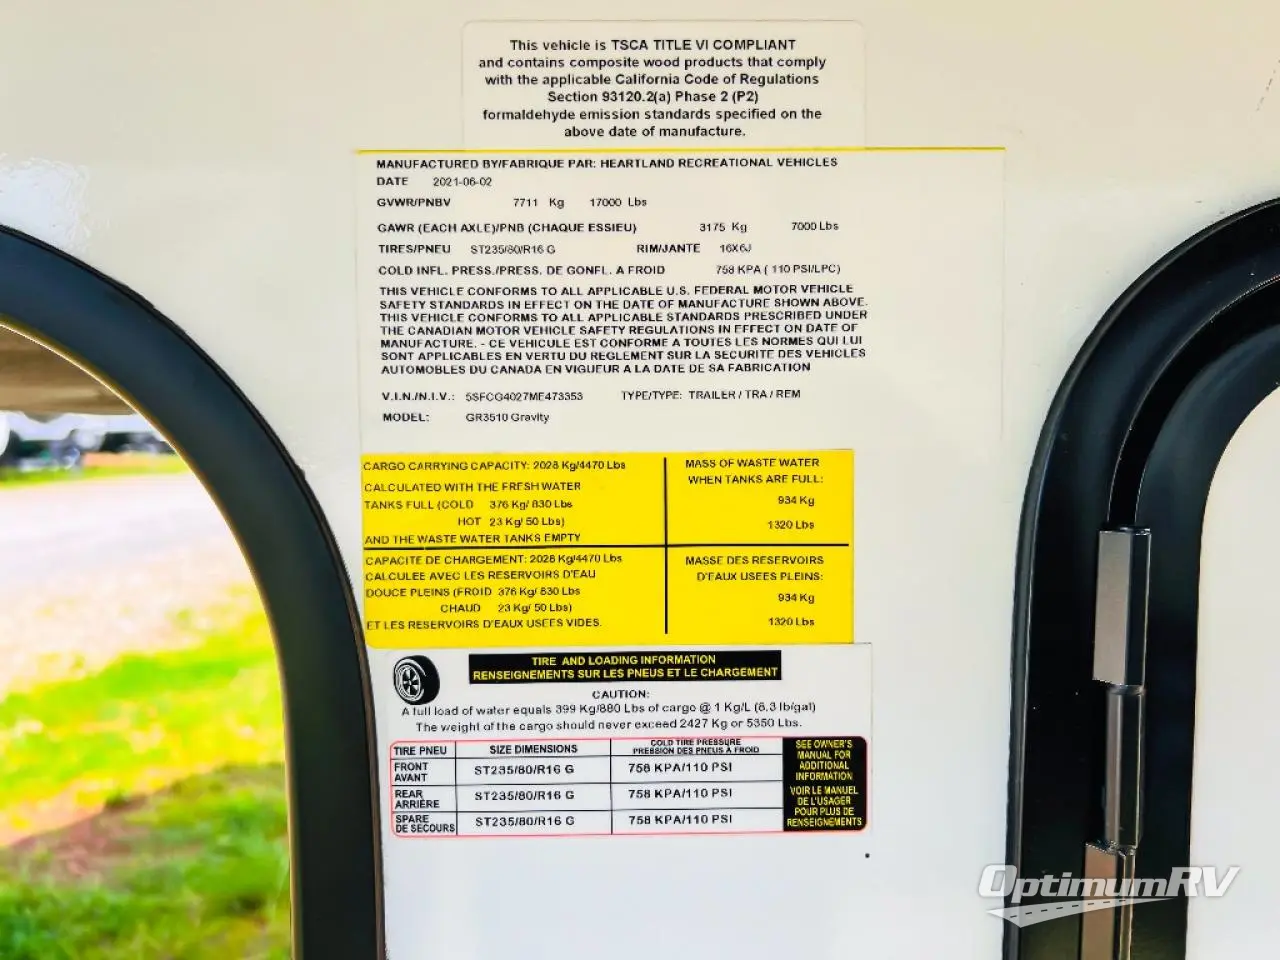 This vehicle is TSCA TITLE VI COMPLIANT
and contains composite wood products that comply
with the applicable California Code of Regulations
Section 93120.2(a) Phase 2 (P2)
formaldehyde emission standards specified on the
above date of manufacture.
MANUFACTURED BY/FABRIQUE PAR: HEARTLAND RECREATIONAL VEHICLES
DATE 2021-06-02
GVWR/PNBV 7711 Kg 17000 Lbs
GAWR (EACH AXLE)/PNB (CHAQUE ESSIEU) 3175 Kg 7000 Lbs
TIRES/PNEU ST235/80/R16 G RIM/JANTE 16X6J
COLD INFL. PRESS./PRESS. DE GONFL. A FROID 758 KPA ( 110 PSI/LPC)
THIS VEHICLE CONFORMS TO ALL APPLICABLE U.S. FEDERAL MOTOR VEHICLE
SAFETY STANDARDS IN EFFECT ON THE DATE OF MANUFACTURE SHOWN ABOVE.
THIS VEHICLE CONFORMS TO ALL APPLICABLE STANDARDS PRESCRIBED UNDER
THE CANADIAN MOTOR VEHICLE SAFETY REGULATIONS IN EFFECT ON DATE OF
MANUFACTURE. - CE VEHICULE EST CONFORME A TOUTES LES NORMES QUI LUI
SONT APPLICABLES EN VERTU DU REGLEMENT SUR LA SECURITE DES VEHICLES
AUTOMOBILES DU CANADA EN VIGUEUR A LA DATE DE SA FABRICATION
V.I.N./N.I.V.: 5SFCG4027ME473353 TYPE/TYPE: TRAILER / TRA / REM
MODEL: GR3510 Gravity
CARGO CARRYING CAPACITY: 2028 Kg/4470 Lbs
CALCULATED WITH THE FRESH WATER
TANKS FULL (COLD 376 Kg/ 830 Lbs
HOT 23 Kg/ 50 Lbs)
AND THE WASTE WATER TANKS EMPTY
MASS OF WASTE WATER
WHEN TANKS ARE FULL:
934 Kg
1320 Lbs
CAPACITE DE CHARGEMENT: 2028 Kg/4470 Lbs
CALCULEE AVEC LES RESERVOIRS D'EAU
DOUCE PLEINS (FROID 376 Kg/ 830 Lbs
CHAUD 23 Kg/ 50 Lbs)
ET LES RESERVOIRS D'EAUX USEES VIDES.
MASSE DES RESERVOIRS
D'EAUX USEES PLEINS:
934 Kg
1320 Lbs
TIRE AND LOADING INFORMATION
RENSEIGNEMENTS SUR LES PNEUS ET LE CHARGEMENT
CAUTION:
A full load of water equals 399 Kg/880 Lbs of cargo @ 1 Kg/L (8.3 lb/gal)
The weight of the cargo should never exceed 2427 Kg or 5350 Lbs.
TIRE PNEU SIZE DIMENSIONS COLD TIRE PRESSURE
PRESSION DES PNEUS A FROID
FRONT
AVANT ST235/80/R16 G 758 KPA/110 PSI
REAR
ARRIÈRE ST235/80/R16 G 758 KPA/110 PSI
SPARE
DE SECOURS ST235/80/R16 G 758 KPA/110 PSI
SEE OWNER'S
MANUAL FOR
ADDITIONAL
INFORMATION
VOIR LE MANUEL
DE L'USAGER
POUR PLUS DE
RENSEIGNEMENTS
OptimumRV